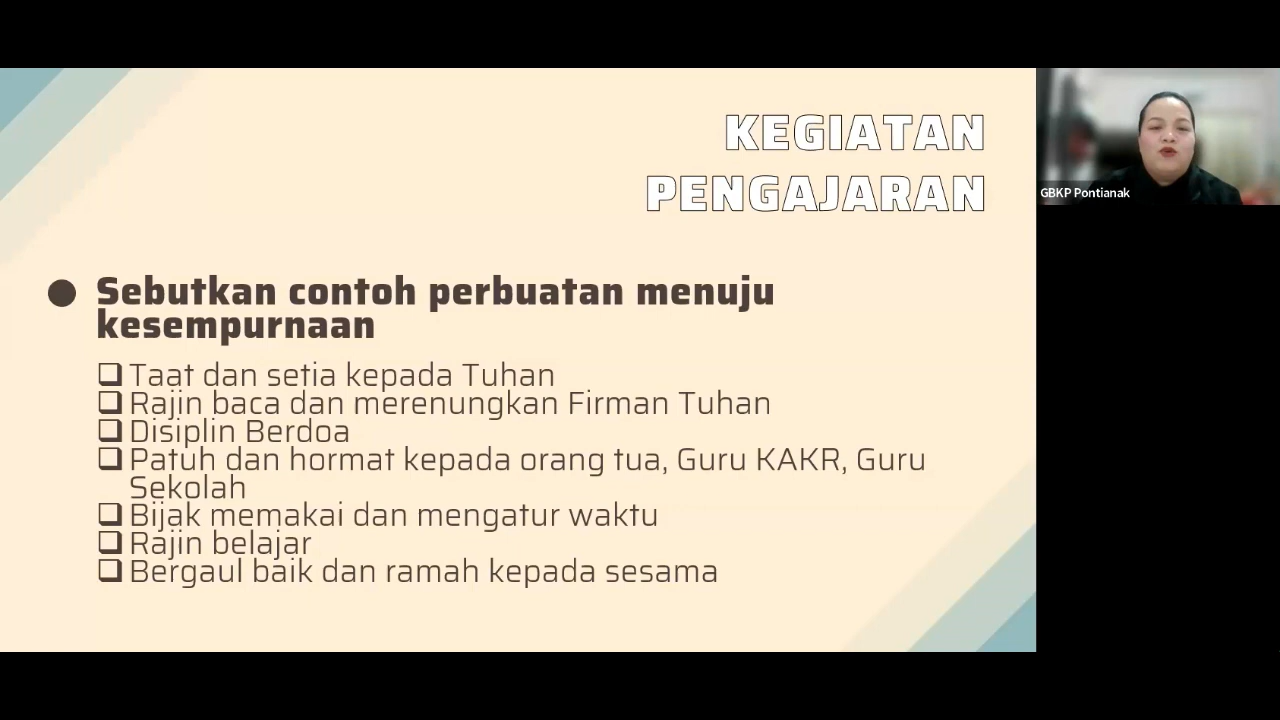 KEGIATAN
PENGAJARAN
GBKP Pontianak
Sebutkan contoh perbuatan menuju
kesempurnaan
Taat dan setia kepada Tuhan
Rajin baca dan merenungkan Firman Tuhan
Disiplin Berdoa
Patuh dan hormat kepada orang tua, Guru KAKR, Guru
Sekolah
Bijak memakai dan mengatur waktu
Rajin belajar
Bergaul baik dan ramah kepada sesama